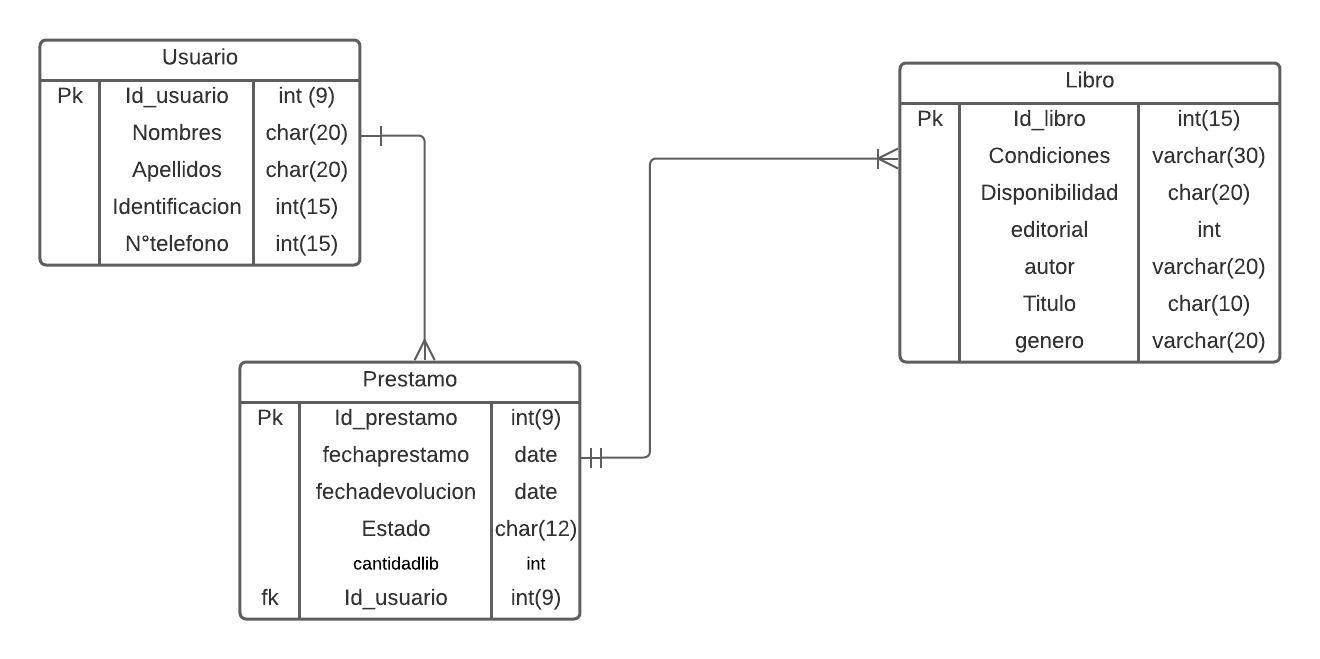 Usuario
Pk Id_usuario int (9)
Nombres char(20)
Apellidos char(20)
Identificacion int(15)
N°telefono int(15)
Libro
Pk Id_libro int(15)
Condiciones varchar(30)
Disponibilidad char(20)
editorial int
autor varchar(20)
Titulo char(10)
genero varchar(20)
Prestamo
Pk Id_prestamo int(9)
fechaprestamo date
fechadevolucion date
Estado char(12)
cantidadlib int
fk Id_usuario int(9)